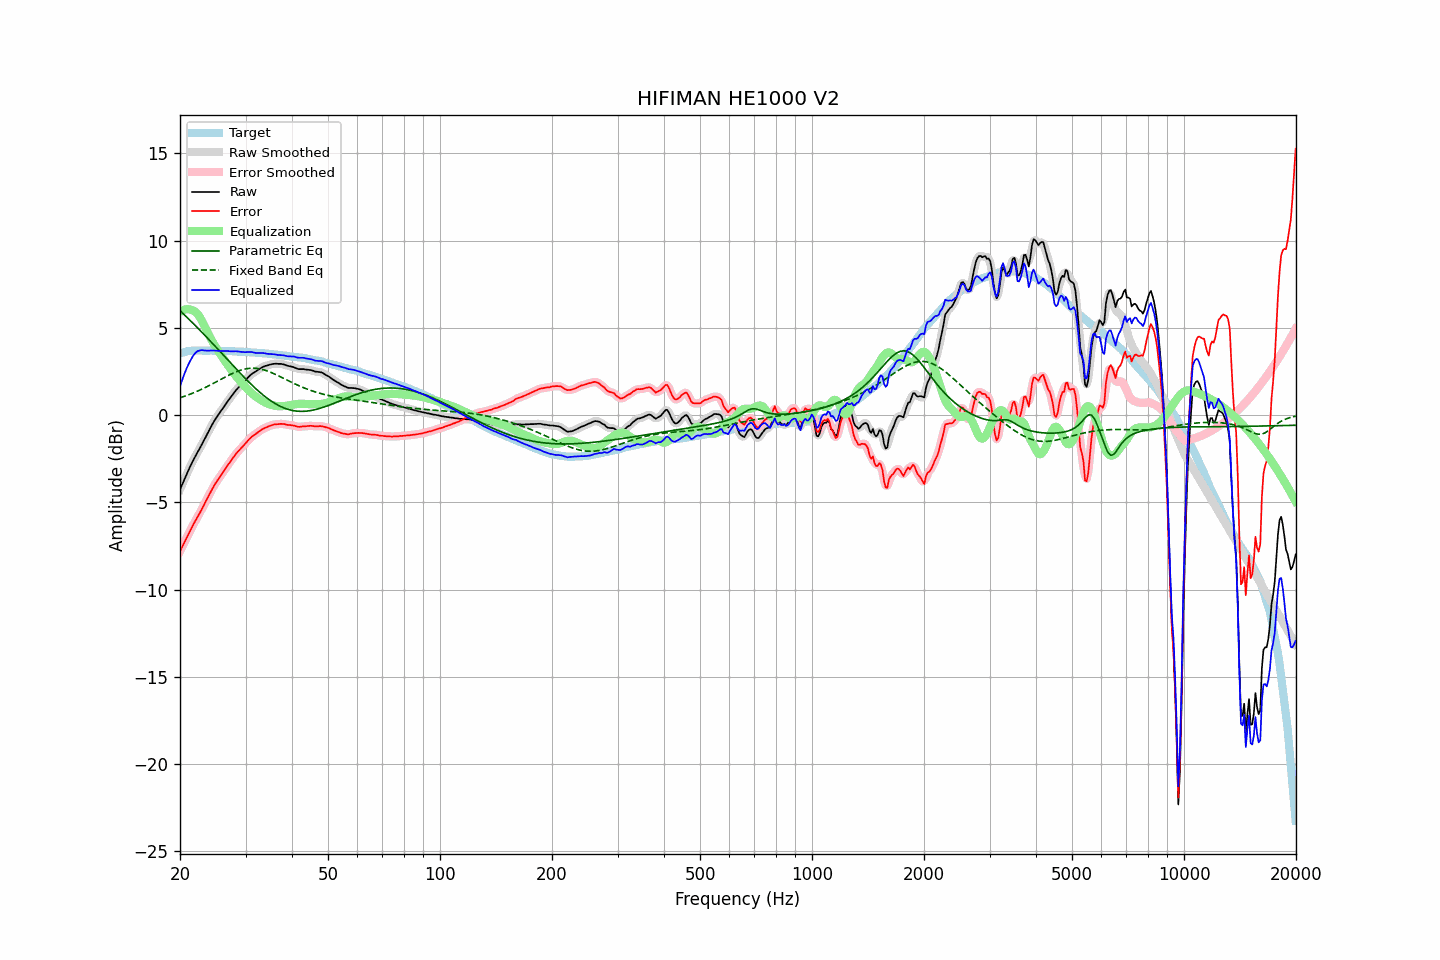 HIFIMAN HE1000 V2
Target
Raw Smoothed
Error Smoothed
Raw
Error
Equalization
Parametric Eq
Fixed Band Eq
Equalized
15
10
5
0
−5
−10
−15
−20
−25
Amplitude (dBr)
20 50 100 200 500 1000 2000 5000 10000 20000
Frequency (Hz)